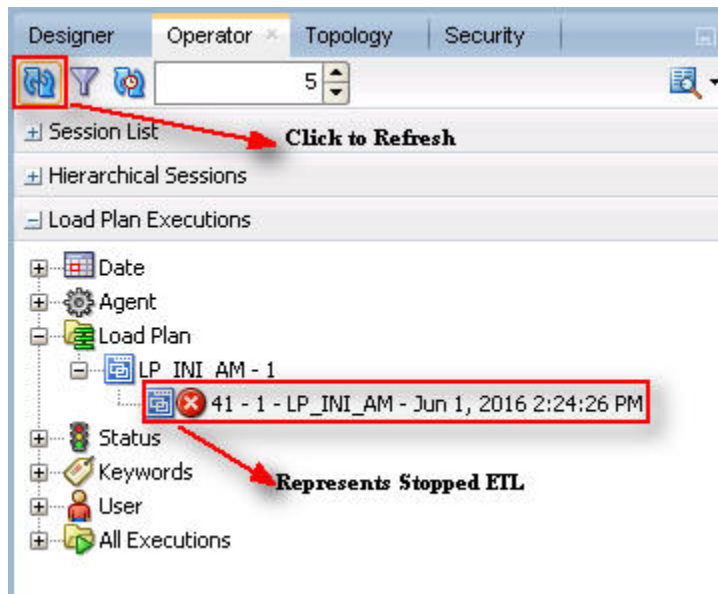 Designer Operator Topology Security
5
Click to Refresh
Session List
Hierarchical Sessions
Load Plan Executions
Date
Agent
Load Plan
LP_INI_AM - 1
41 - 1 - LP_INI_AM - Jun 1, 2016 2:24:26 PM
Status
Represents Stopped ETL
Keywords
User
All Executions